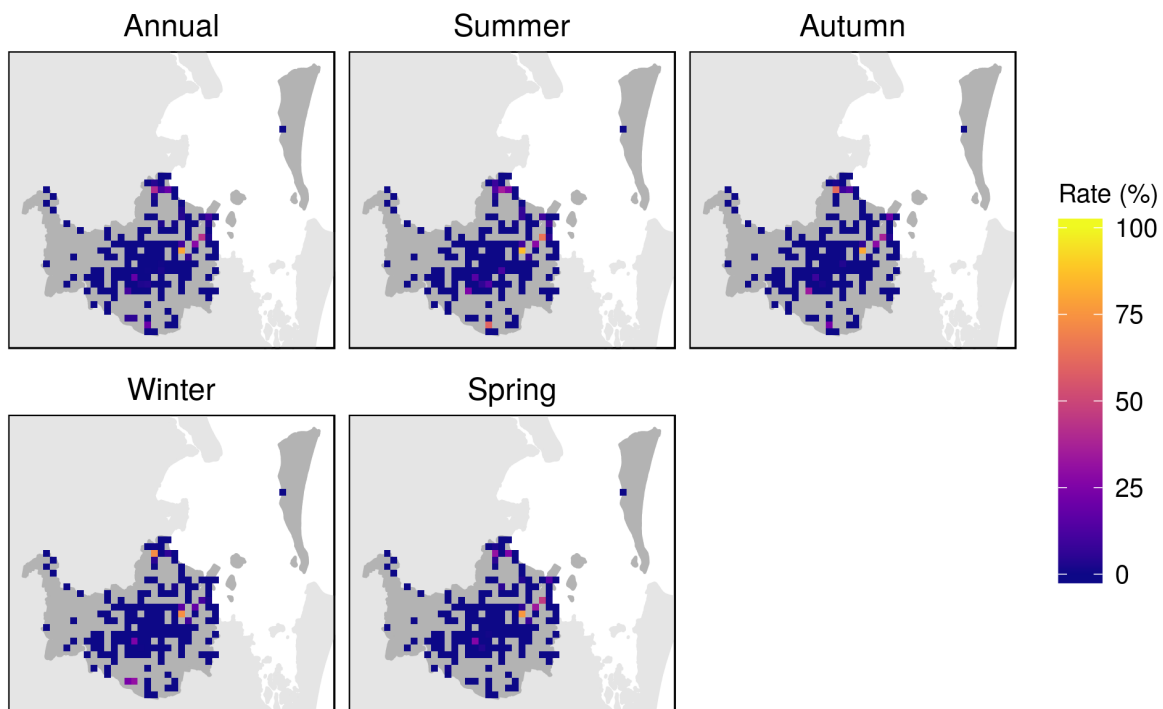 Annual
Summer
Autumn
Winter
Spring
Rate (%)
100
75
50
25
0